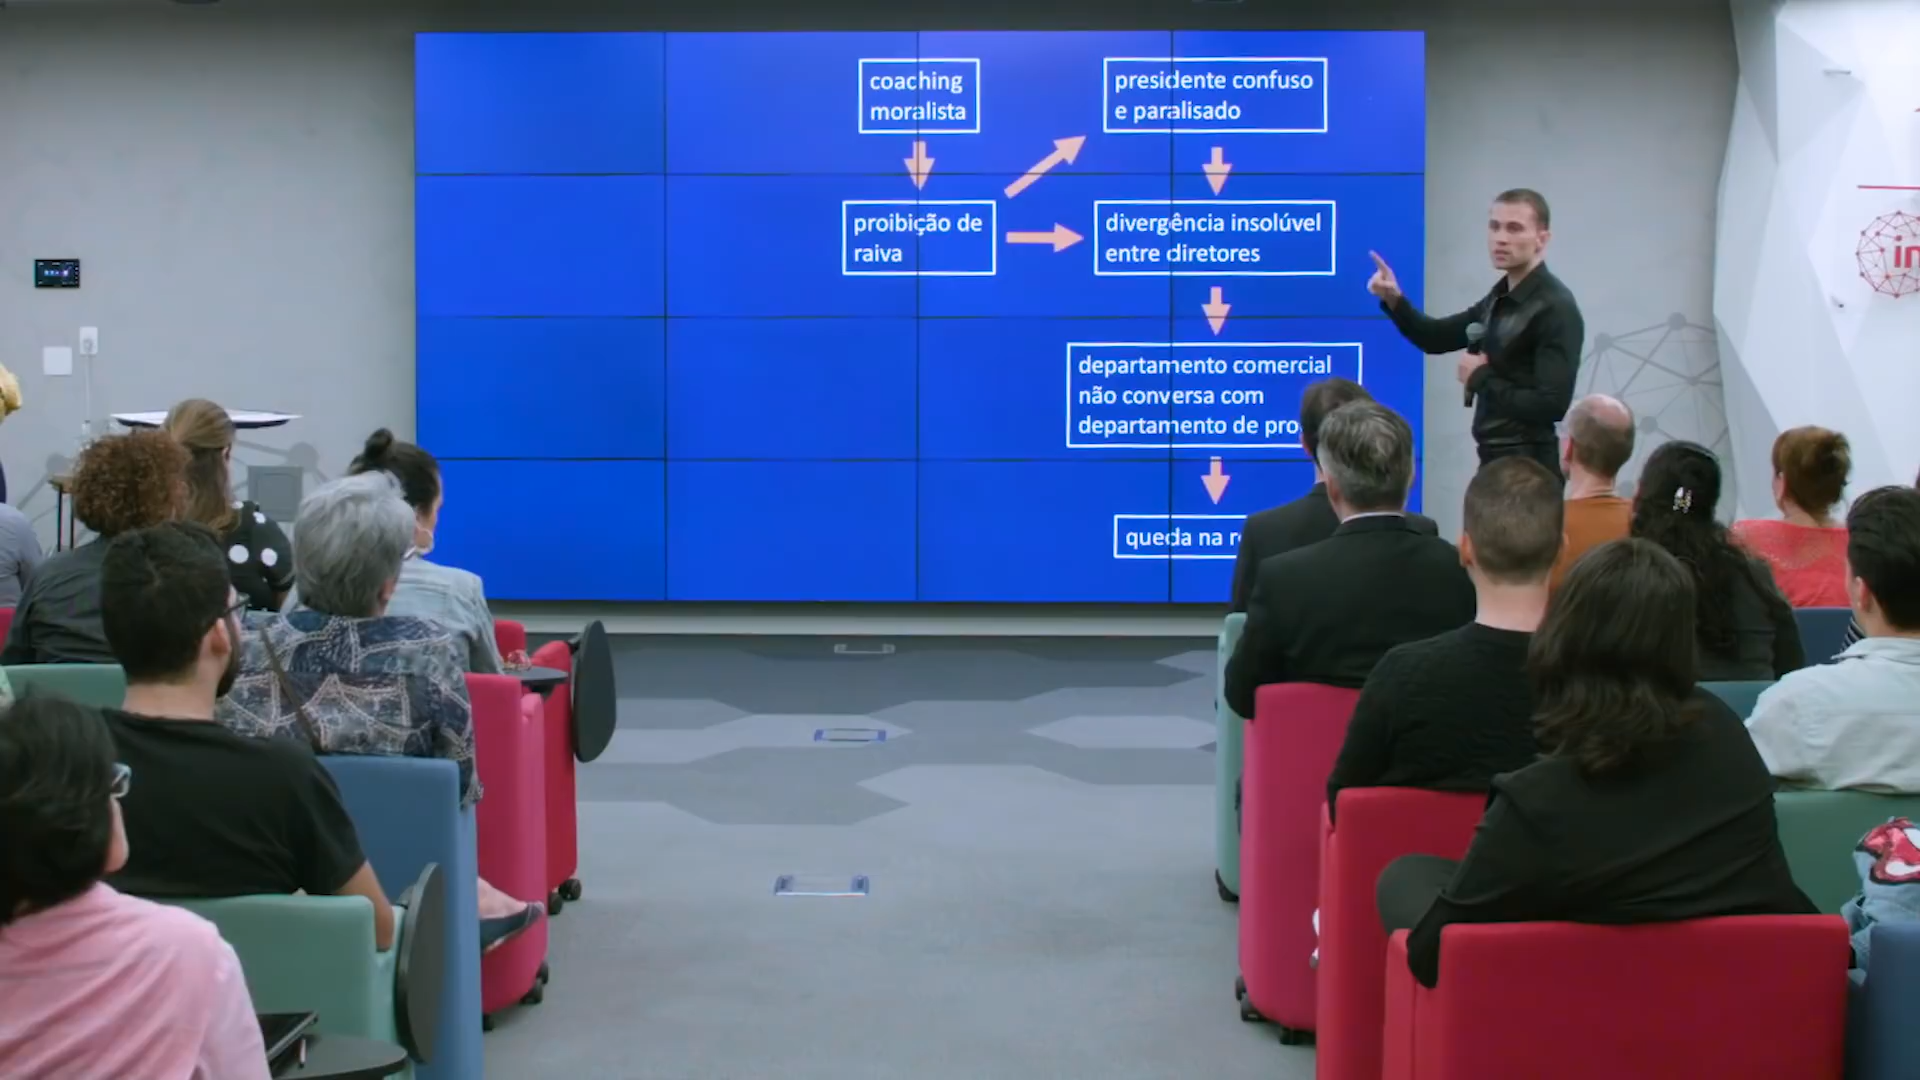 coaching
moralista
presidente confuso
e paralisado
proibição de
raiva
divergência insolúvel
entre diretores
departamento comercial
não conversa com
departamento de
queda na